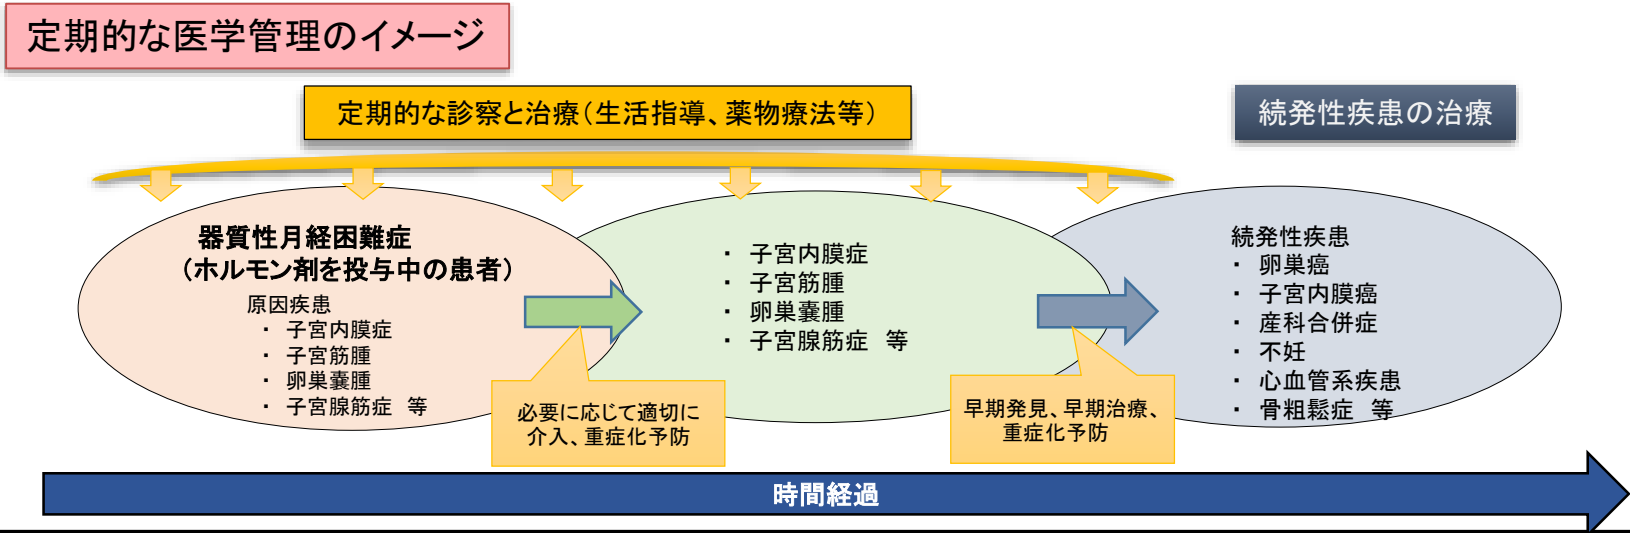 定期的な医学管理のイメージ
定期的な診察と治療（生活指導、薬物療法等）
続発性疾患の治療
器質性月経困難症
（ホルモン剤を投与中の患者）
原因疾患
・ 子宮内膜症
・ 子宮筋腫
・ 卵巣嚢腫
・ 子宮腺筋症 等
・ 子宮内膜症
・ 子宮筋腫
・ 卵巣嚢腫
・ 子宮腺筋症 等
続発性疾患
・ 卵巣癌
・ 子宮内膜癌
・ 産科合併症
・ 不妊
・ 心血管系疾患
・ 骨粗鬆症 等
必要に応じて適切に
介入、重症化予防
早期発見、早期治療、
重症化予防
時間経過